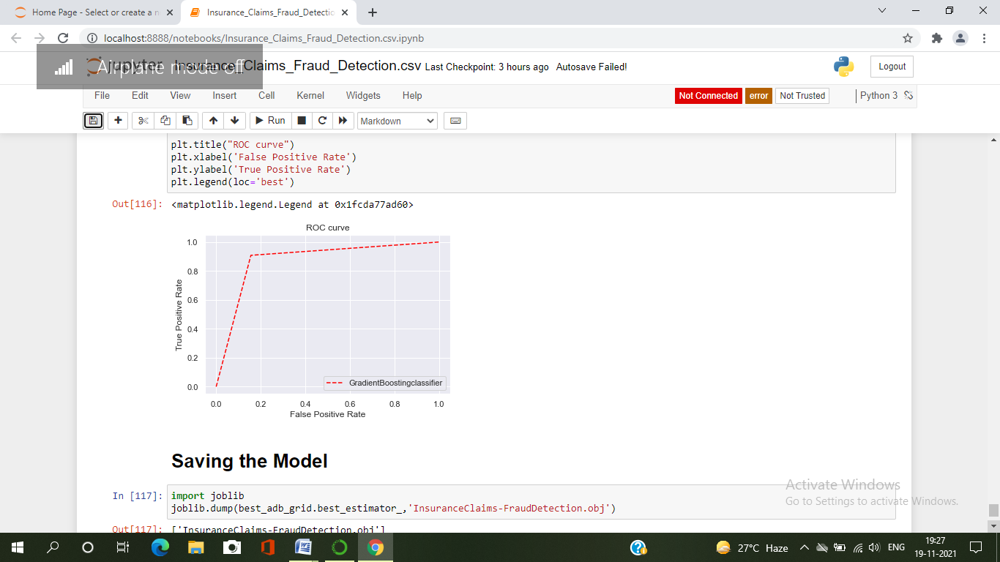 Home Page - Select or create a n
Insurance_Claims_Fraud_Detectio
localhost:8888/notebooks/Insurance_Claims_Fraud_Detection.csv.ipynb
Airplane mode off
jupyter Insurance_Claims_Fraud_Detection.csv Last Checkpoint: 3 hours ago Autosave Failed!
Logout
File Edit View Insert Cell Kernel Widgets Help
Not Connected error Not Trusted Python 3
Run Markdown
plt.title("ROC curve")
plt.xlabel('False Positive Rate')
plt.ylabel('True Positive Rate')
plt.legend(loc='best')
Out[116]: <matplotlib.legend.Legend at 0x1fcda77ad60>
ROC curve
1.0
0.8
0.6
0.4
0.2
0.0
True Positive Rate
GradientBoostingclassifier
0.0 0.2 0.4 0.6 0.8 1.0
False Positive Rate
Saving the Model
In [117]: import joblib
joblib.dump(best_adb_grid.best_estimator_,'InsuranceClaims-FraudDetection.obj')
Out[117]: ['InsuranceClaims-FraudDetection.obj']
Activate Windows
Go to Settings to activate Windows.
27°C Haze
ENG
19:27
19-11-2021